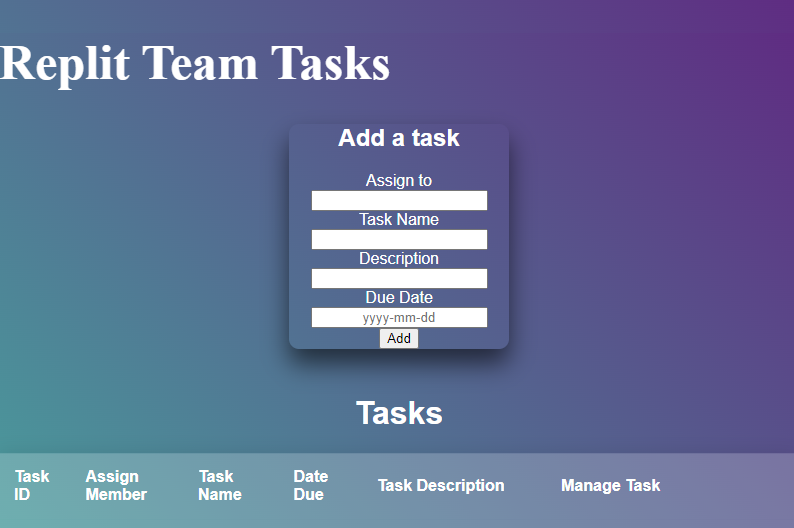 Replit Team Tasks
Add a task
Assign to
Task Name
Description
Due Date
yyyy-mm-dd
Add
Tasks
Task ID Assign Member Task Name Date Due Task Description Manage Task